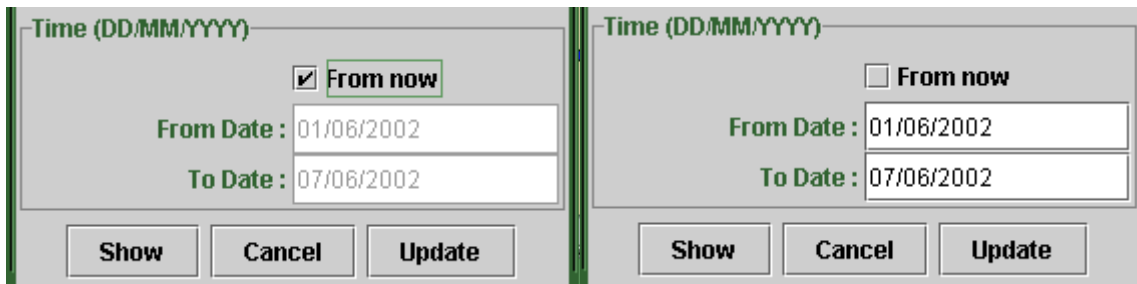 Time (DD/MM/YYYY)
From now
From Date : 01/06/2002
To Date : 07/06/2002
Show Cancel Update
Time (DD/MM/YYYY)
From now
From Date : 01/06/2002
To Date : 07/06/2002
Show Cancel Update